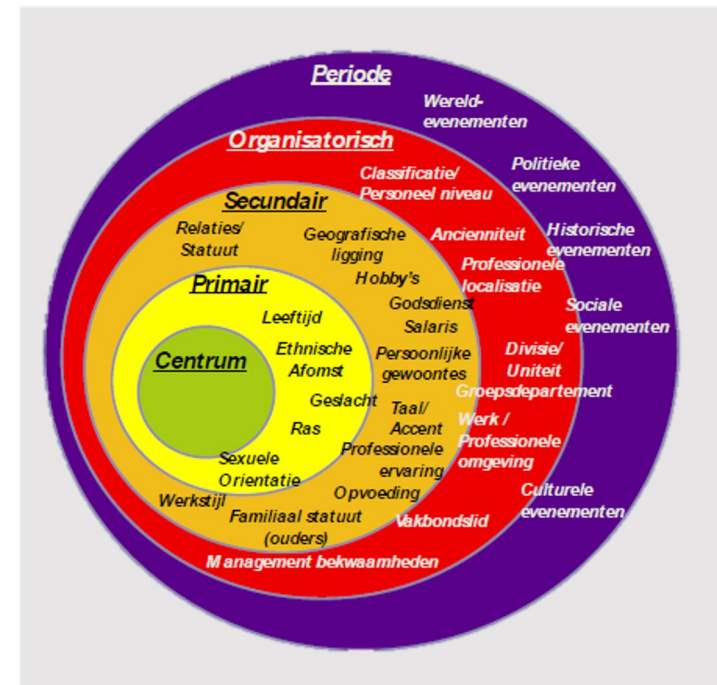 Periode
Wereld-
evenementen
Politieke
evenementen
Historische
evenementen
Sociale
evenementen
Culturele
evenementen
Organisatorisch
Classificatie/
Personeel niveau
Ancienniteit
Professionele
localisatie
Divisie/
Uniteit
Groepsdepartement
Werk /
Professionele
omgeving
Vakbondslid
Management bekwaamheden
Secundair
Relaties/
Statuut
Geografische
ligging
Hobby's
Godsdienst
Salaris
Persoonlijke
gewoontes
Taal/
Accent
Professionele
ervaring
Opvoeding
Familiaal statuut
(ouders)
Werkstijl
Primair
Leeftijd
Ethnische
Afomst
Geslacht
Ras
Sexuele
Orientatie
Centrum